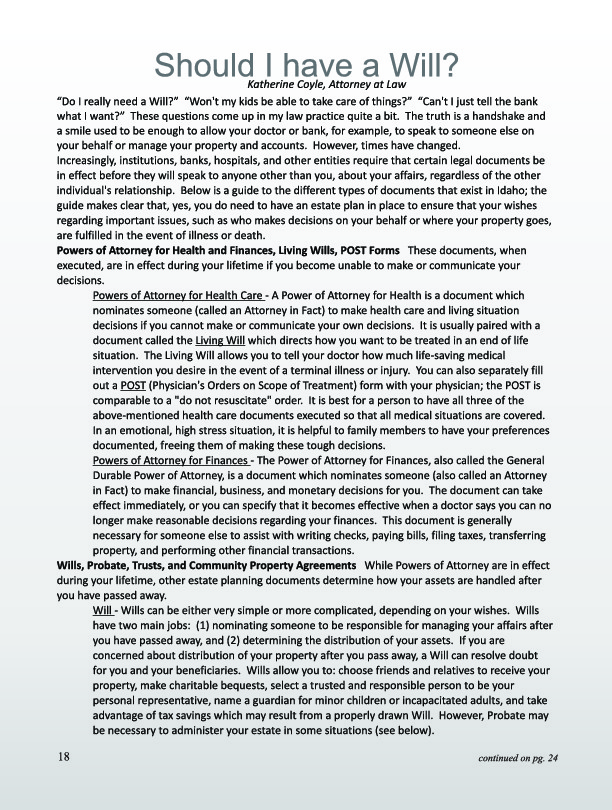 Should I have a Will?
Katherine Coyle, Attorney at Law
“Do I really need a Will?”  “Won't my kids be able to take care of things?”  “Can't I just tell the bank
what I want?”  These questions come up in my law practice quite a bit.  The truth is a handshake and
a smile used to be enough to allow your doctor or bank, for example, to speak to someone else on
your behalf or manage your property and accounts.  However, times have changed.
Increasingly, institutions, banks, hospitals, and other entities require that certain legal documents be
in effect before they will speak to anyone other than you, about your affairs, regardless of the other
individual's relationship.  Below is a guide to the different types of documents that exist in Idaho; the
guide makes clear that, yes, you do need to have an estate plan in place to ensure that your wishes
regarding important issues, such as who makes decisions on your behalf or where your property goes,
are fulfilled in the event of illness or death.
Powers of Attorney for Health and Finances, Living Wills, POST Forms   These documents, when
executed, are in effect during your lifetime if you become unable to make or communicate your
decisions.
Powers of Attorney for Health Care - A Power of Attorney for Health is a document which
nominates someone (called an Attorney in Fact) to make health care and living situation
decisions if you cannot make or communicate your own decisions.  It is usually paired with a
document called the Living Will which directs how you want to be treated in an end of life
situation.  The Living Will allows you to tell your doctor how much life-saving medical
intervention you desire in the event of a terminal illness or injury.  You can also separately fill
out a POST (Physician's Orders on Scope of Treatment) form with your physician; the POST is
comparable to a "do not resuscitate" order.  It is best for a person to have all three of the
above-mentioned health care documents executed so that all medical situations are covered.
In an emotional, high stress situation, it is helpful to family members to have your preferences
documented, freeing them of making these tough decisions.
Powers of Attorney for Finances - The Power of Attorney for Finances, also called the General
Durable Power of Attorney, is a document which nominates someone (also called an Attorney
in Fact) to make financial, business, and monetary decisions for you.  The document can take
effect immediately, or you can specify that it becomes effective when a doctor says you can no
longer make reasonable decisions regarding your finances.  This document is generally
necessary for someone else to assist with writing checks, paying bills, filing taxes, transferring
property, and performing other financial transactions.
Wills, Probate, Trusts, and Community Property Agreements   While Powers of Attorney are in effect
during your lifetime, other estate planning documents determine how your assets are handled after
you have passed away.
Will - Wills can be either very simple or more complicated, depending on your wishes.  Wills
have two main jobs:  (1) nominating someone to be responsible for managing your affairs after
you have passed away, and (2) determining the distribution of your assets.  If you are
concerned about distribution of your property after you pass away, a Will can resolve doubt
for you and your beneficiaries.  Wills allow you to: choose friends and relatives to receive your
property, make charitable bequests, select a trusted and responsible person to be your
personal representative, name a guardian for minor children or incapacitated adults, and take
advantage of tax savings which may result from a properly drawn Will.  However, Probate may
be necessary to administer your estate in some situations (see below).
18
continued on pg. 24